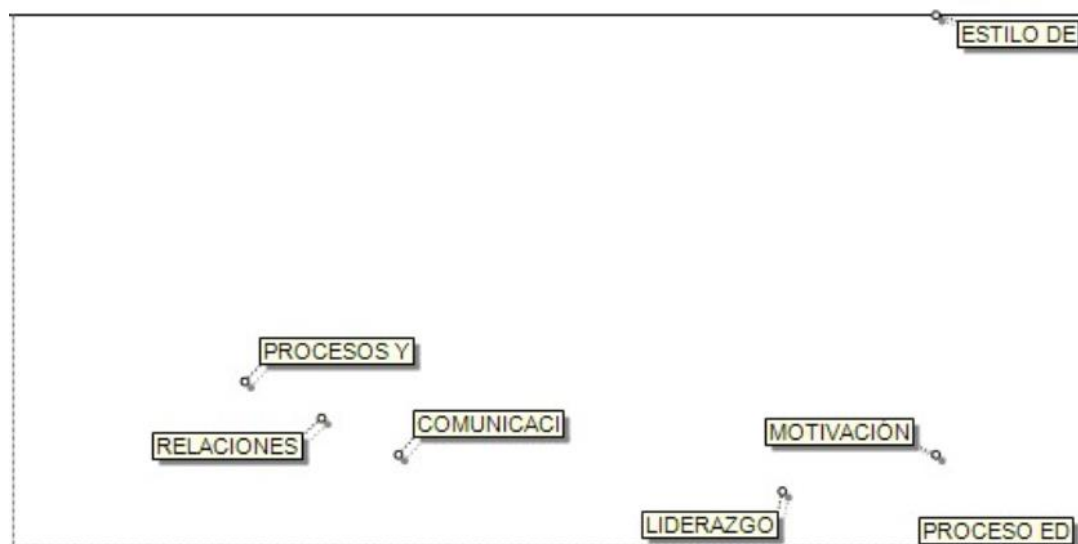 ESTILO DE
PROCESOS Y
COMUNICACI
RELACIONES
MOTIVACIÓN
LIDERAZGO
PROCESO ED